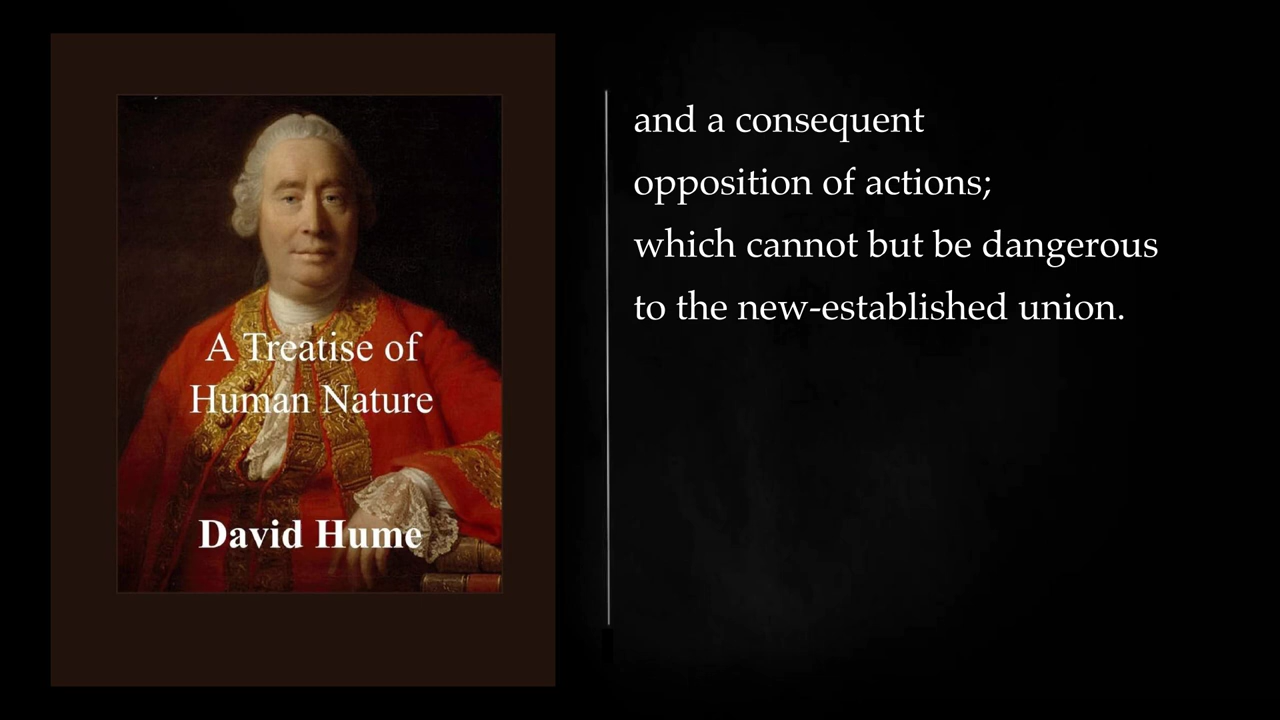 A Treatise of
Human Nature
David Hume
and a consequent
opposition of actions;
which cannot but be dangerous
to the new-established union.